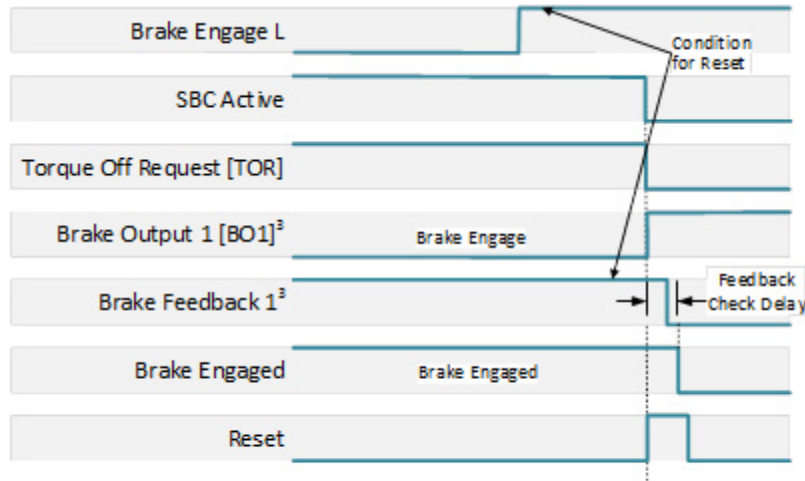 Brake Engage L
Condition
for Reset
SBC Active
Torque Off Request [TOR]
Brake Output 1 [BO1]³
Brake Engage
Brake Feedback 1³
Feedback
Check Delay
Brake Engaged
Brake Engaged
Reset